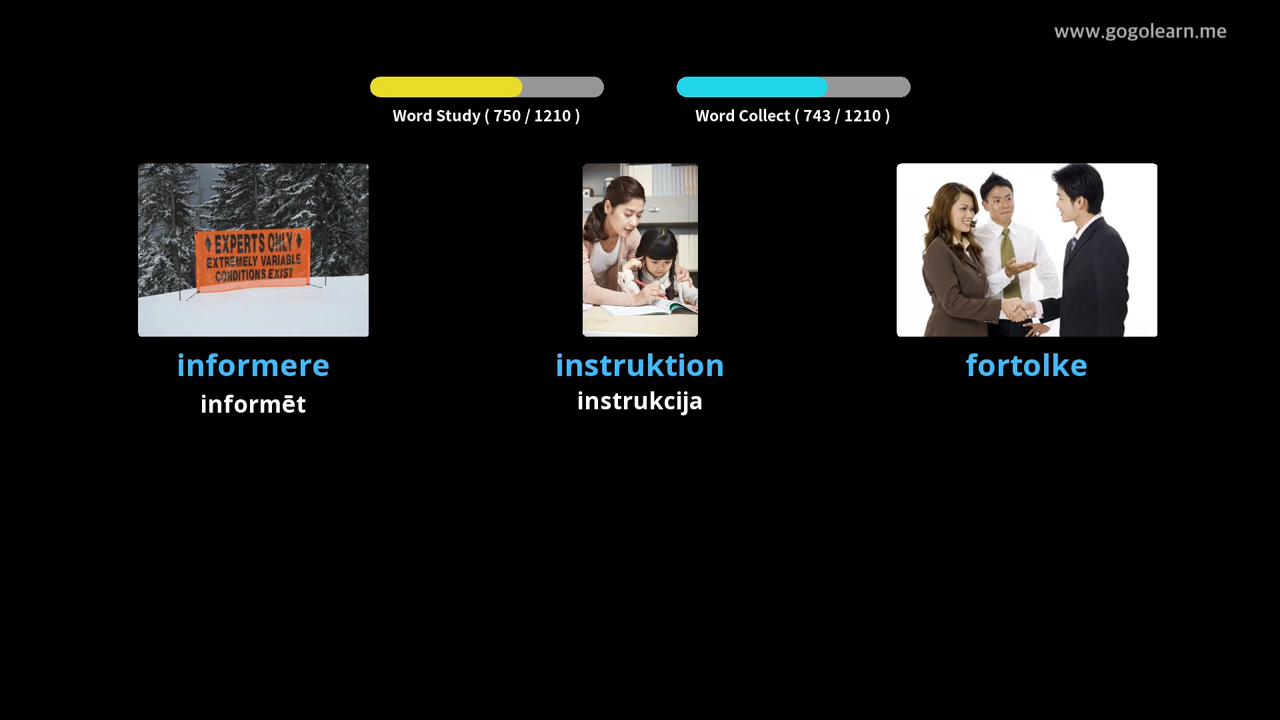 www.gogolearn.me
Word Study ( 750 / 1210 )
Word Collect ( 743 / 1210 )
EXPERTS ONLY
EXTREMELY VARIABLE
CONDITIONS EXIST
informere
instruktion
fortolke
informēt
instrukcija